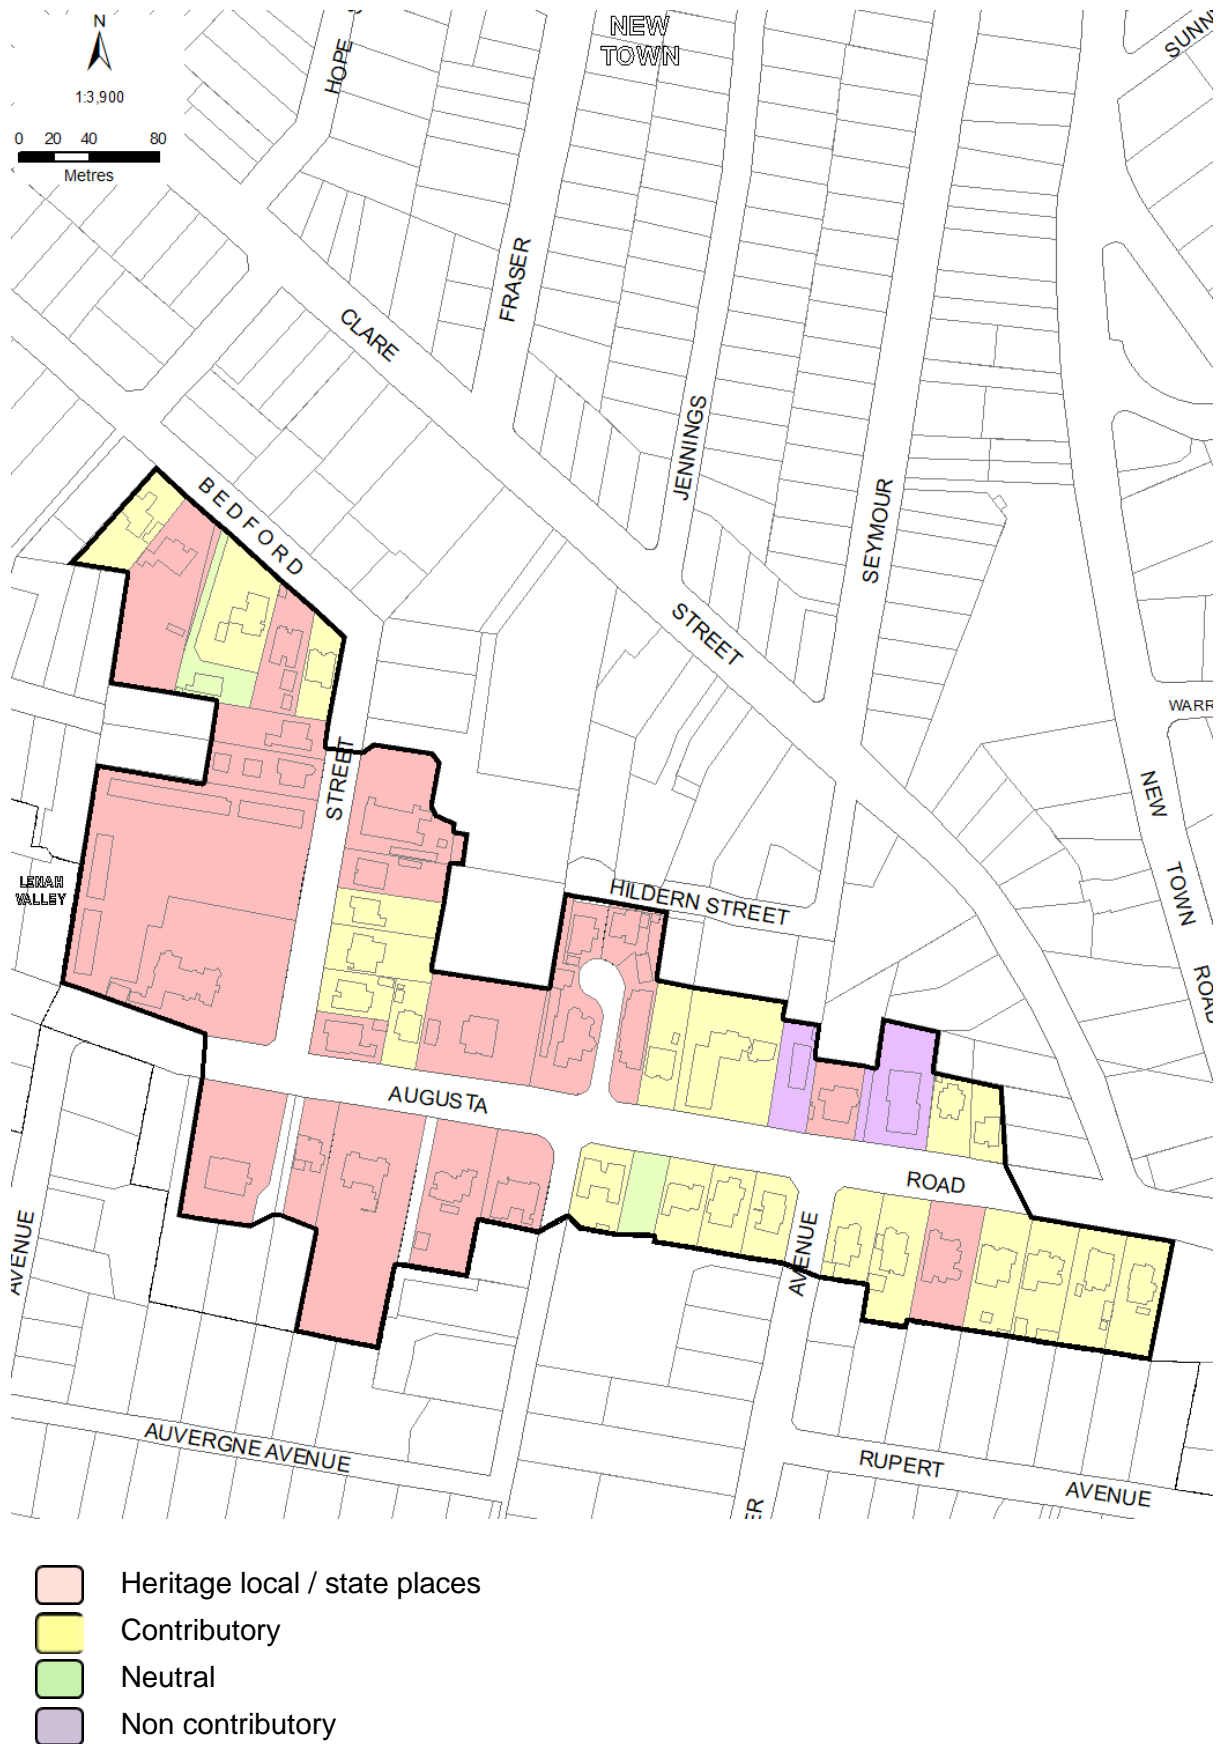 N
1:3,900
0 20 40 80
Metres
HOPE
NEW
TOWN
SUNN
FRASER
CLARE
JENNINGS
SEYMOUR
BEDFORD
STREET
WARR
NEW
TOWN
ROAD
STREET
LENAH
VALLEY
HILDERN STREET
AUGUSTA
ROAD
AVENUE
AVENUE
AUVERGNE AVENUE
RUPERT
AVENUE
ER
Heritage local / state places
Contributory
Neutral
Non contributory